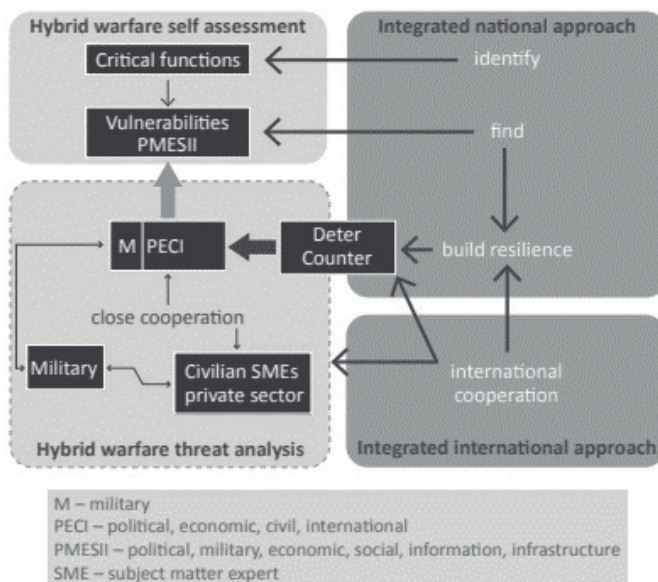 Hybrid warfare self assessment
Critical functions
Vulnerabilities
PMESII
Integrated national approach
identify
find
build resilience
Deter
Counter
M PECI
close cooperation
Military
Civilian SMEs
private sector
Hybrid warfare threat analysis
international
cooperation
Integrated international approach
M – military
PECI – political, economic, civil, international
PMESII – political, military, economic, social, information, infrastructure
SME – subject matter expert